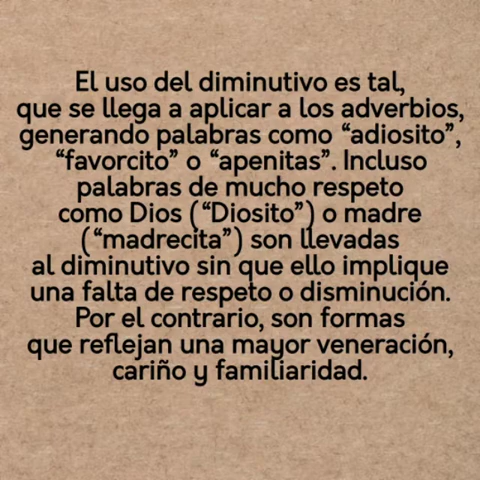 El uso del diminutivo es tal,
que se llega a aplicar a los adverbios,
generando palabras como “adiosito”,
“favorcito” o “apenitas”. Incluso
palabras de mucho respeto
como Dios (“Diosito”) o madre
(“madrecita”) son llevadas
al diminutivo sin que ello implique
una falta de respeto o disminución.
Por el contrario, son formas
que reflejan una mayor veneración,
cariño y familiaridad.